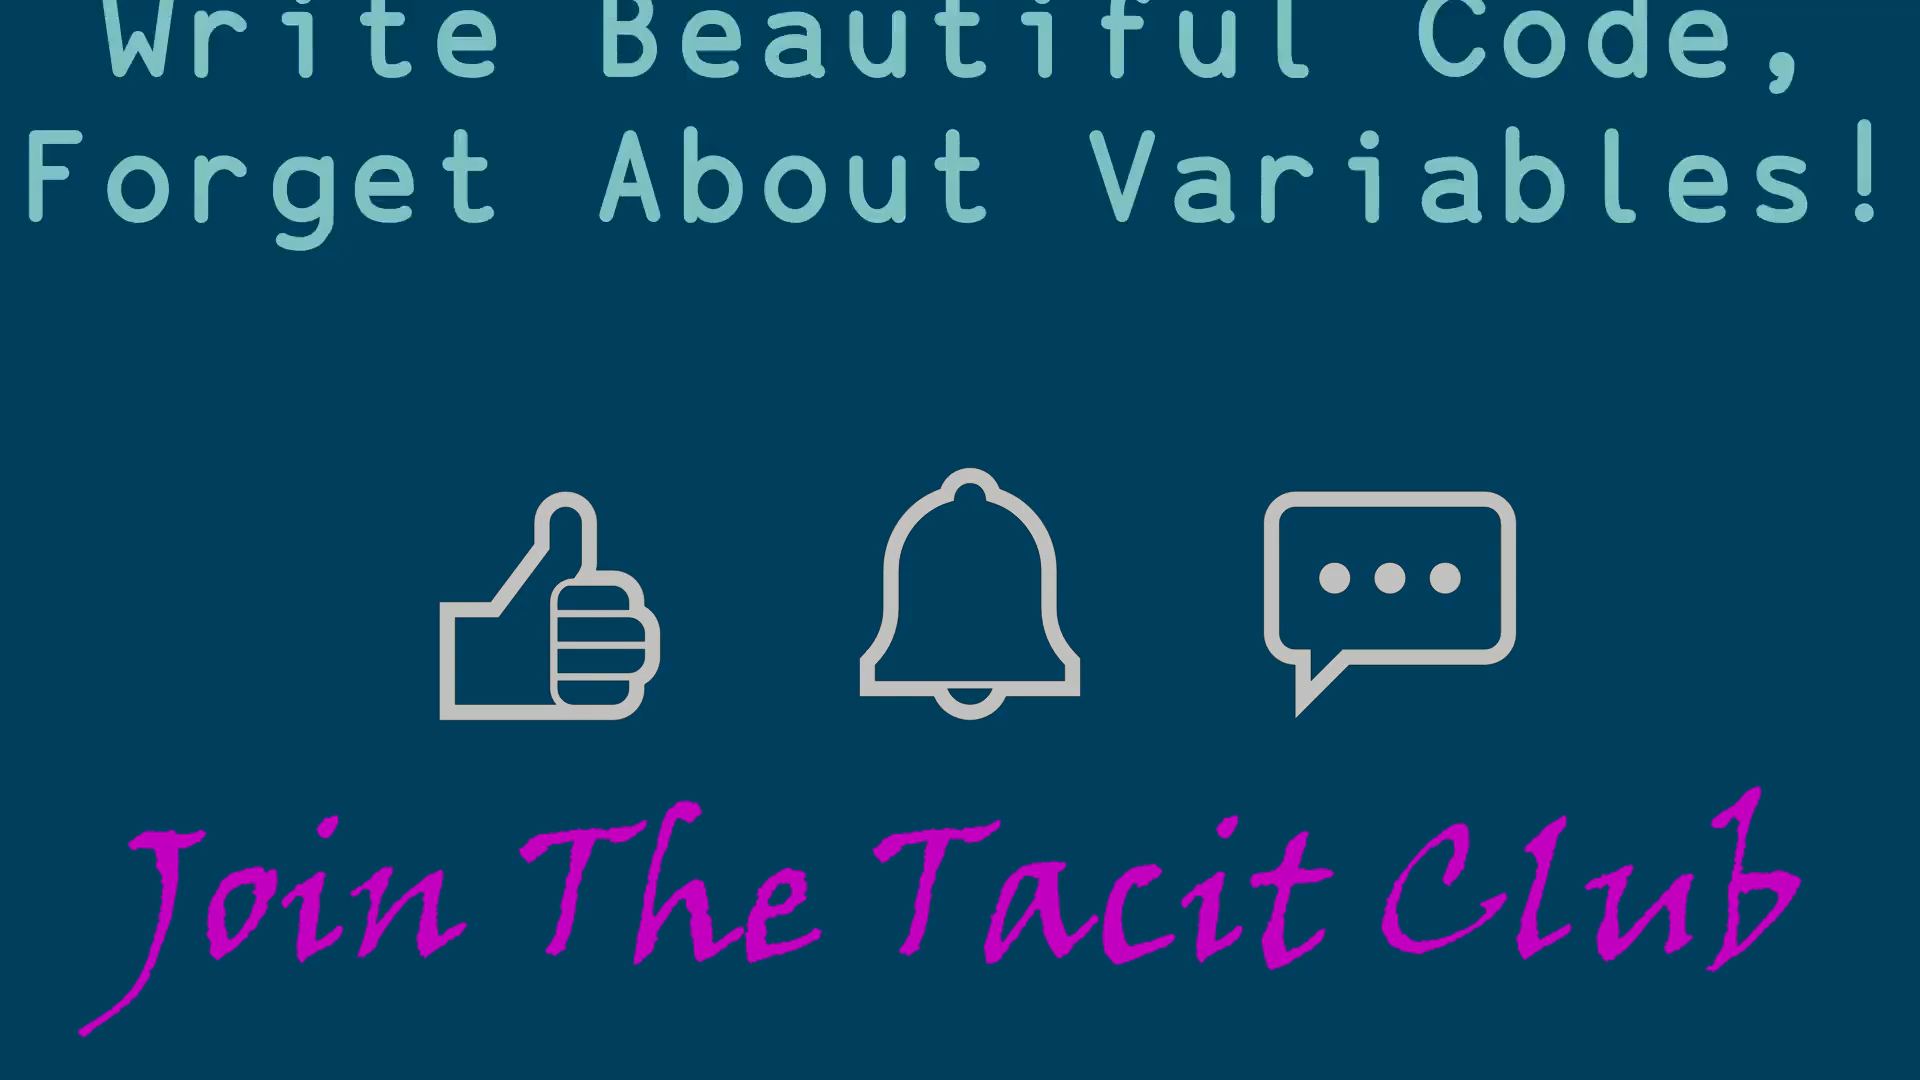 Write Beautiful Code,
Forget About Variables!
Join The Tacit Club